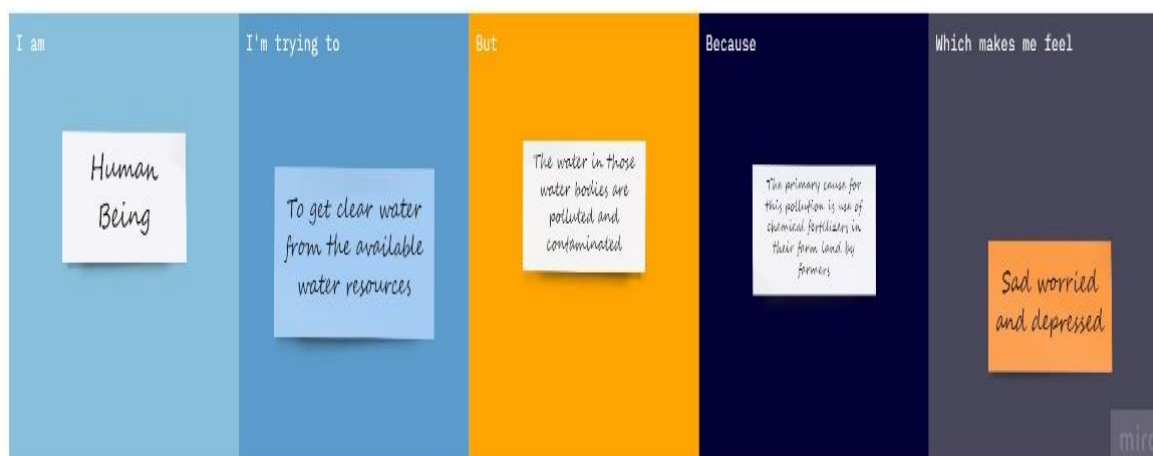 I am
Human
Being
I'm trying to
To get clear water
from the available
water resources
But
The water in those
water bodies are
polluted and
contaminated
Because
The primary cause for
this pollution is use of
chemical fertilizers in
their farm land by
farmers
Which makes me feel
Sad worried
and depressed
miro